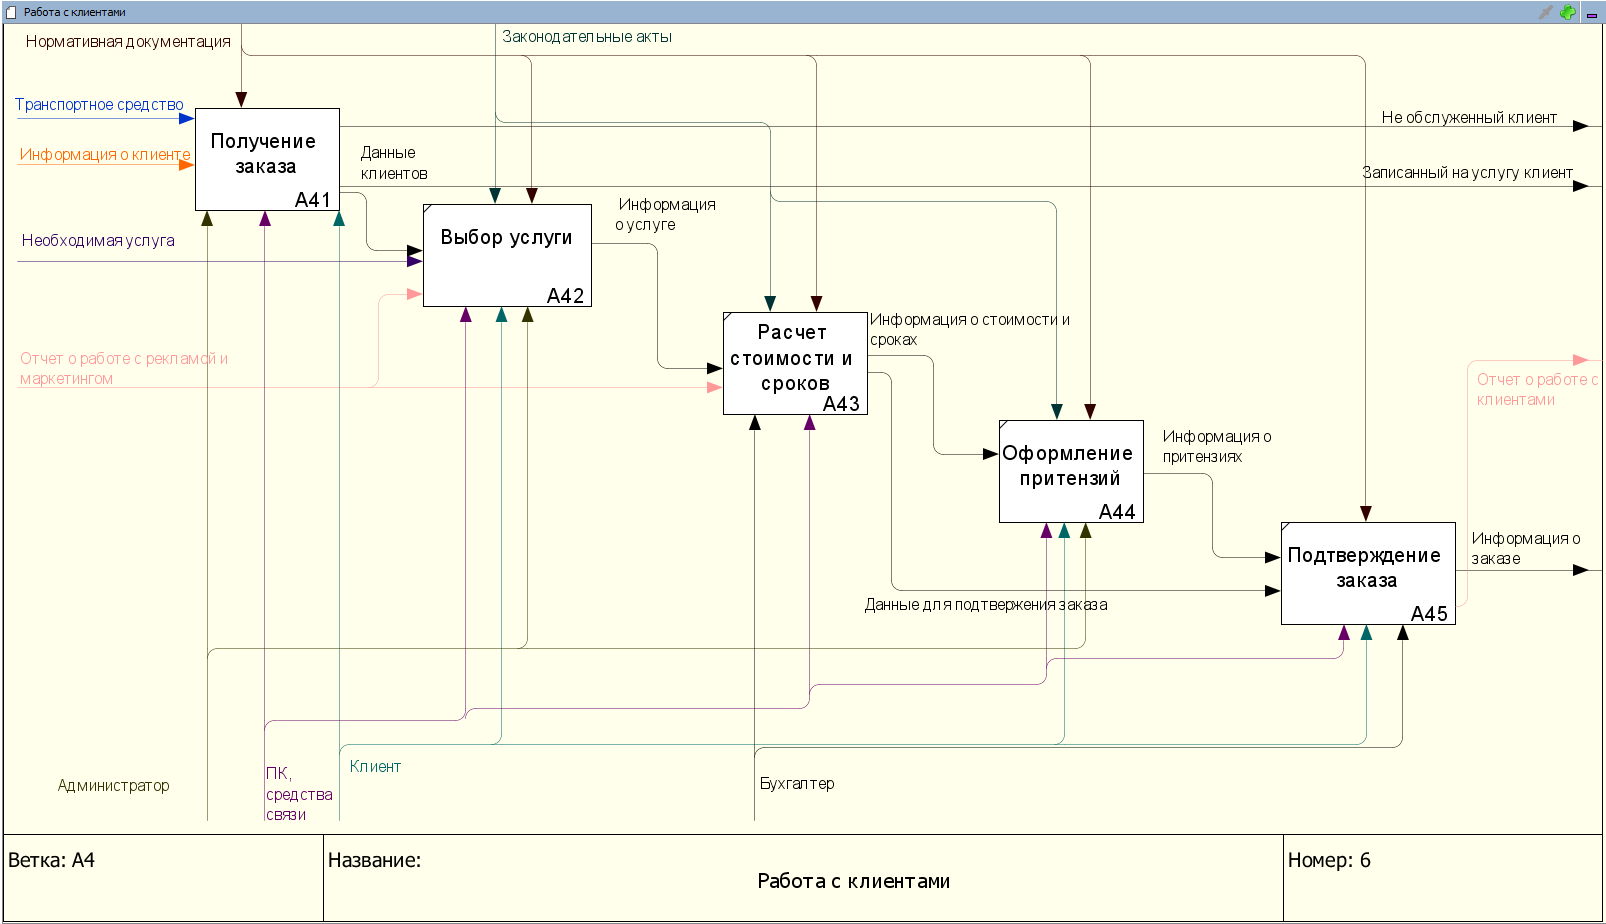 Работа с клиентами
Нормативная документация
Законодательные акты
Транспортное средство
Не обслуженный клиент
Получение
заказа
A41
Информация о клиенте
Данные
клиентов
Записанный на услугу клиент
Необходимая услуга
Выбор услуги
A42
Информация
о услуге
Отчет о работе с рекламой и
маркетингом
Расчет
стоимости и
сроков
A43
Информация о стоимости и
сроках
Отчет о работе с
клиентами
Оформление
притензий
A44
Информация о
притензиях
Подтверждение
заказа
A45
Информация о
заказе
Данные для подтвержения заказа
Администратор
ПК,
средства
связи
Клиент
Бухгалтер
Ветка: A4
Название:
Работа с клиентами
Номер: 6